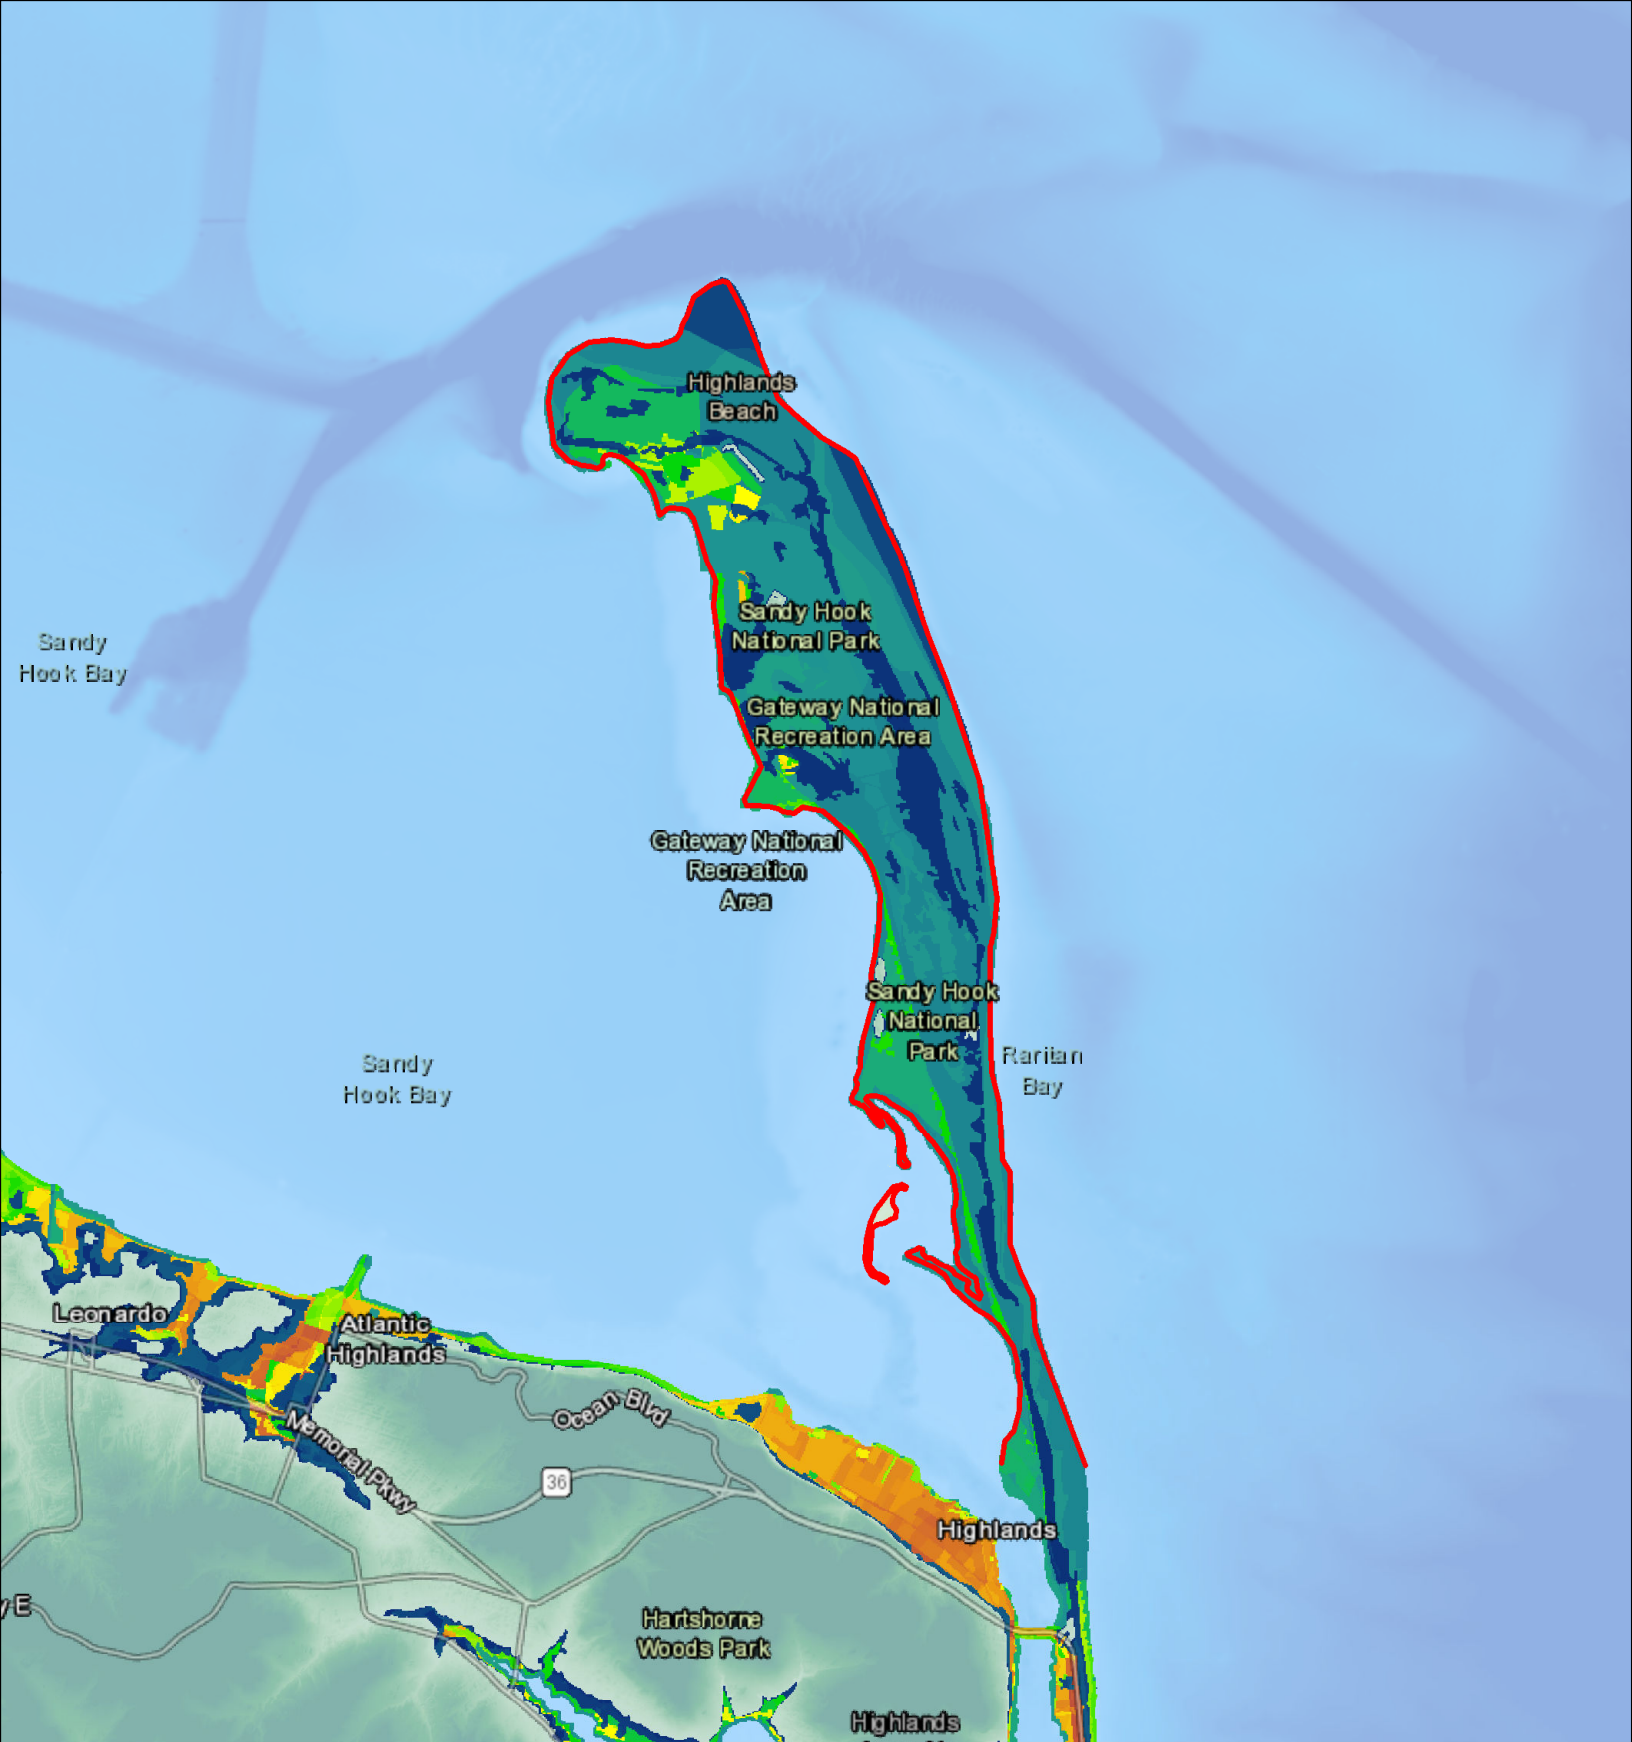 Highlands
Beach
Sandy Hook
National Park
Sandy
Hook Bay
Gateway National
Recreation Area
Gateway National
Recreation
Area
Sandy Hook
National
Park
Raritan
Bay
Sandy
Hook Bay
Leonardo
Atlantic
Highlands
Ocean Blvd
Memorial Pkwy
36
Highlands
y E
Hartshorne
Woods Park
Highlands